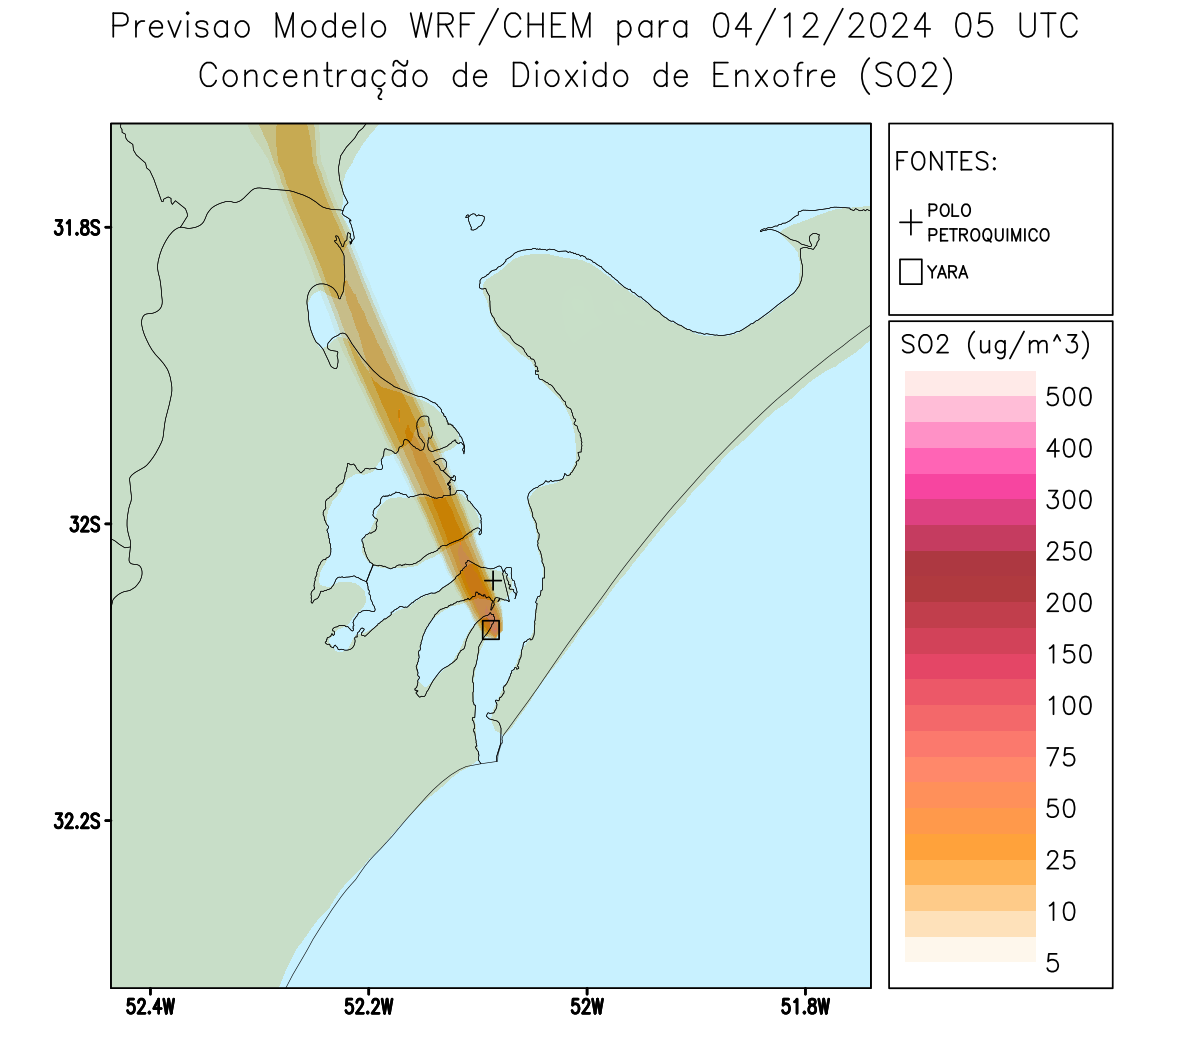 Previsao Modelo WRF/CHEM para 04/12/2024 05 UTC
Concentração de Dioxido de Enxofre (SO2)
FONTES:
POLO
PETROQUIMICO
YARA
SO2 (ug/m^3)
500
400
300
250
200
150
100
75
50
25
10
5
31.8S
32S
32.2S
52.4W
52.2W
52W
51.8W